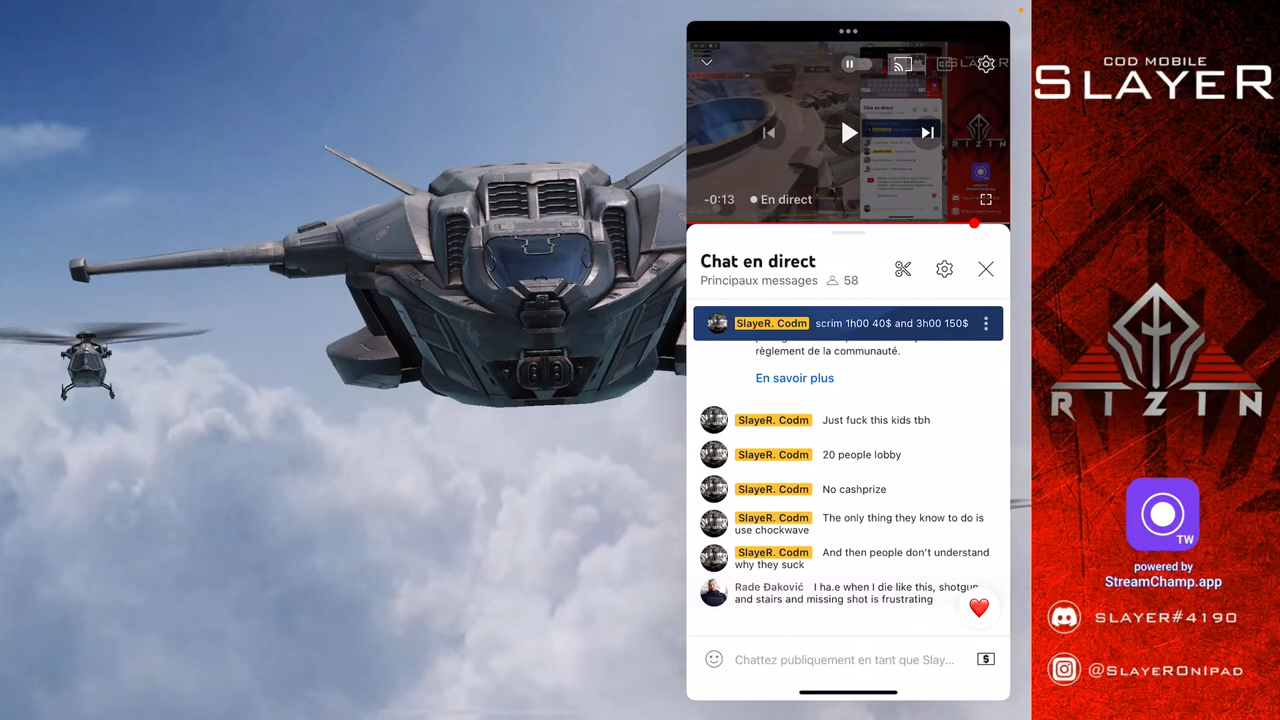 -0:13 En direct
Chat en direct
Principaux messages 58
SlayeR. Codm scrim 1h00 40$ and 3h00 150$
règlement de la communauté.
En savoir plus
SlayeR. Codm Just fuck this kids tbh
SlayeR. Codm 20 people lobby
SlayeR. Codm No cashprize
SlayeR. Codm The only thing they know to do is
use chockwave
SlayeR. Codm And then people don't understand
why they suck
Rade Đaković I ha.e when I die like this, shotgun
and stairs and missing shot is frustrating
Chattez publiquement en tant que Slay...
COD MOBILE
SLAYER
RIZIN
TW
powered by
StreamChamp.app
SLAYER#4190
@SLAYERONIPAD